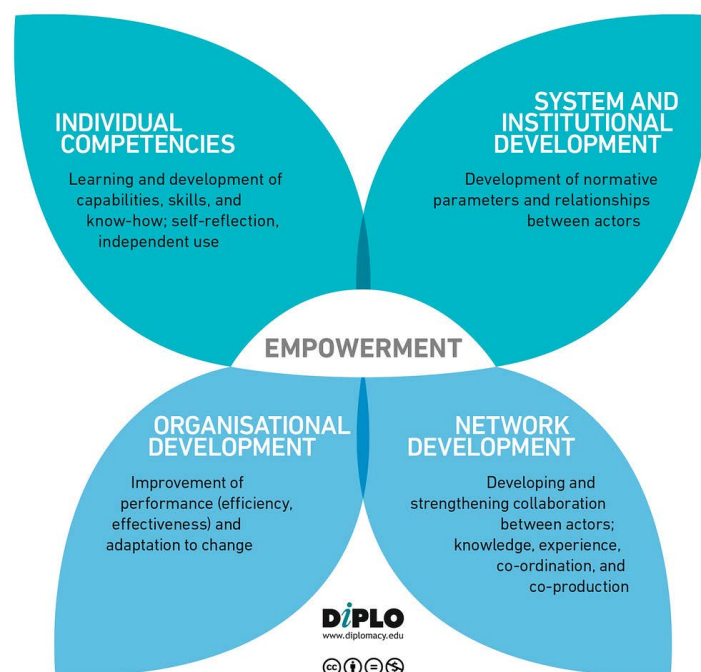 INDIVIDUAL
COMPETENCIES
Learning and development of
capabilities, skills, and
know-how; self-reflection,
independent use
SYSTEM AND
INSTITUTIONAL
DEVELOPMENT
Development of normative
parameters and relationships
between actors
EMPOWERMENT
ORGANISATIONAL
DEVELOPMENT
Improvement of
performance (efficiency,
effectiveness) and
adaptation to change
NETWORK
DEVELOPMENT
Developing and
strengthening collaboration
between actors;
knowledge, experience,
co-ordination, and
co-production
DiPLO
www.diplomacy.edu
cc